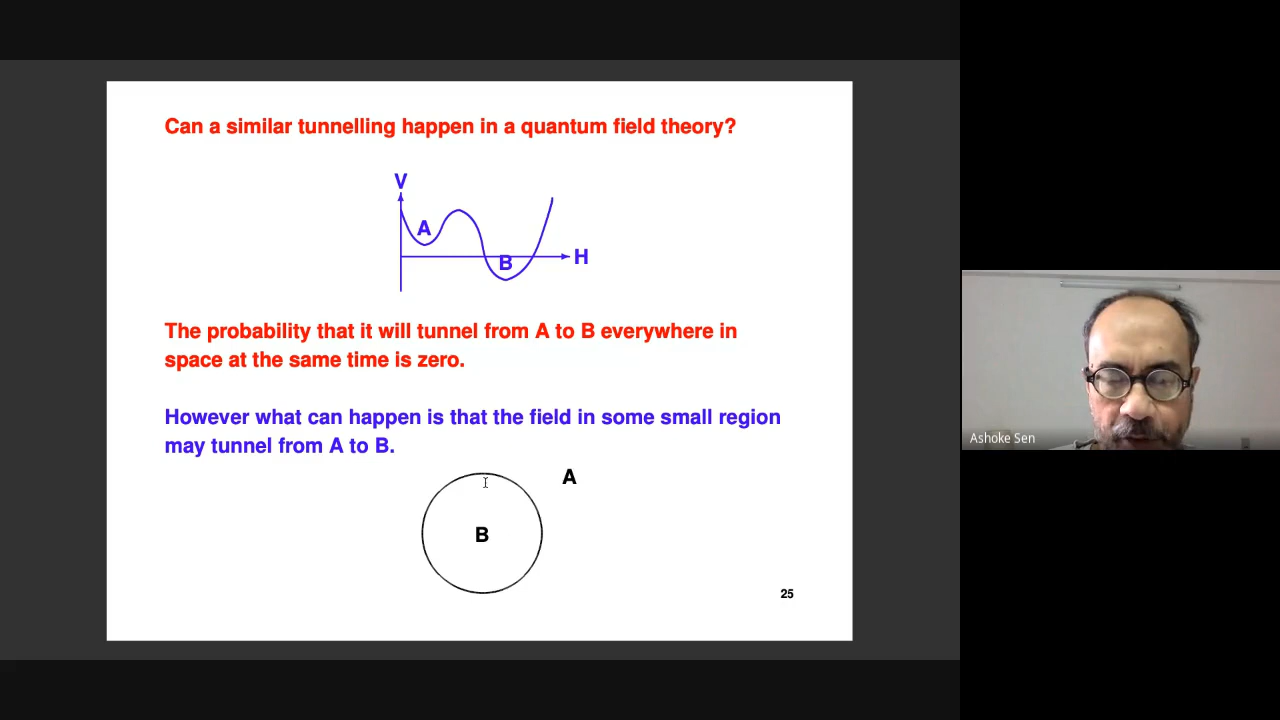 Can a similar tunnelling happen in a quantum field theory?
V
A
H
B
The probability that it will tunnel from A to B everywhere in
space at the same time is zero.
However what can happen is that the field in some small region
may tunnel from A to B.
A
B
25
Ashoke Sen